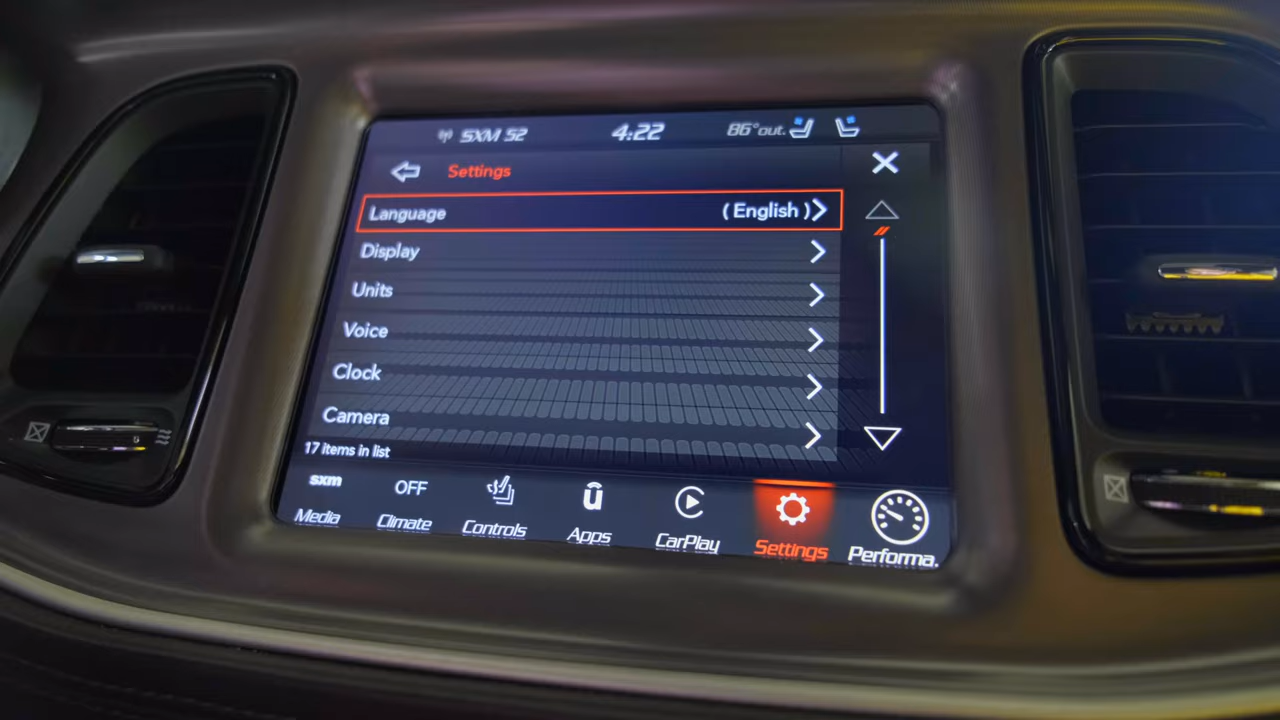 SXM 52 4:22 86°out.
Settings
Language ( English )
Display
Units
Voice
Clock
Camera
17 items in list
sxm OFF
Media Climate Controls Apps CarPlay Settings Performa.